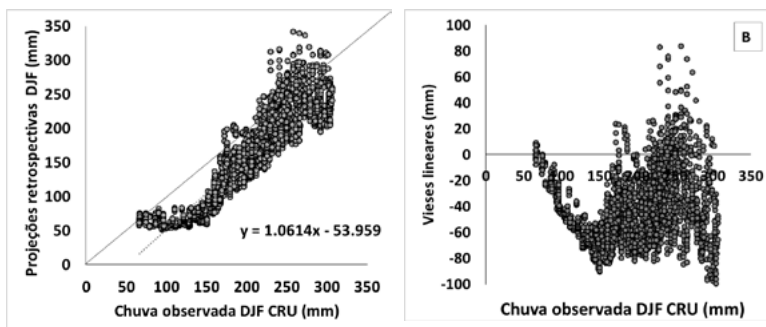 350
300
250
200
150
100
50
0
Projeções retrospectivas DJF (mm)
y = 1.0614x - 53.959
0 50 100 150 200 250 300 350
Chuva observada DJF CRU (mm)
B
100
80
60
40
20
0
-20
-40
-60
-80
-100
Vieses lineares (mm)
0 50 100 150 200 250 300 350
Chuva observada DJF CRU (mm)